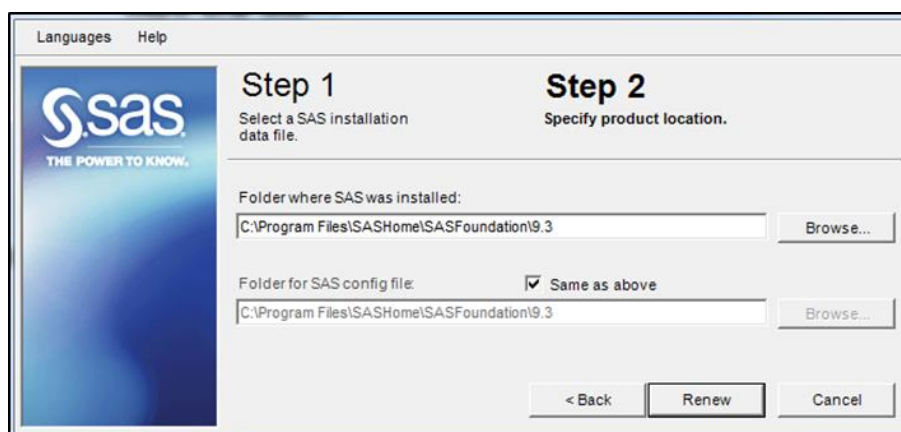 Languages Help
Ssas
THE POWER TO KNOW.
Step 1
Select a SAS installation
data file.
Step 2
Specify product location.
Folder where SAS was installed:
C:\Program Files\SASHome\SASFoundation\9.3
Browse...
Folder for SAS config file:
Same as above
C:\Program Files\SASHome\SASFoundation\9.3
Browse...
< Back
Renew
Cancel